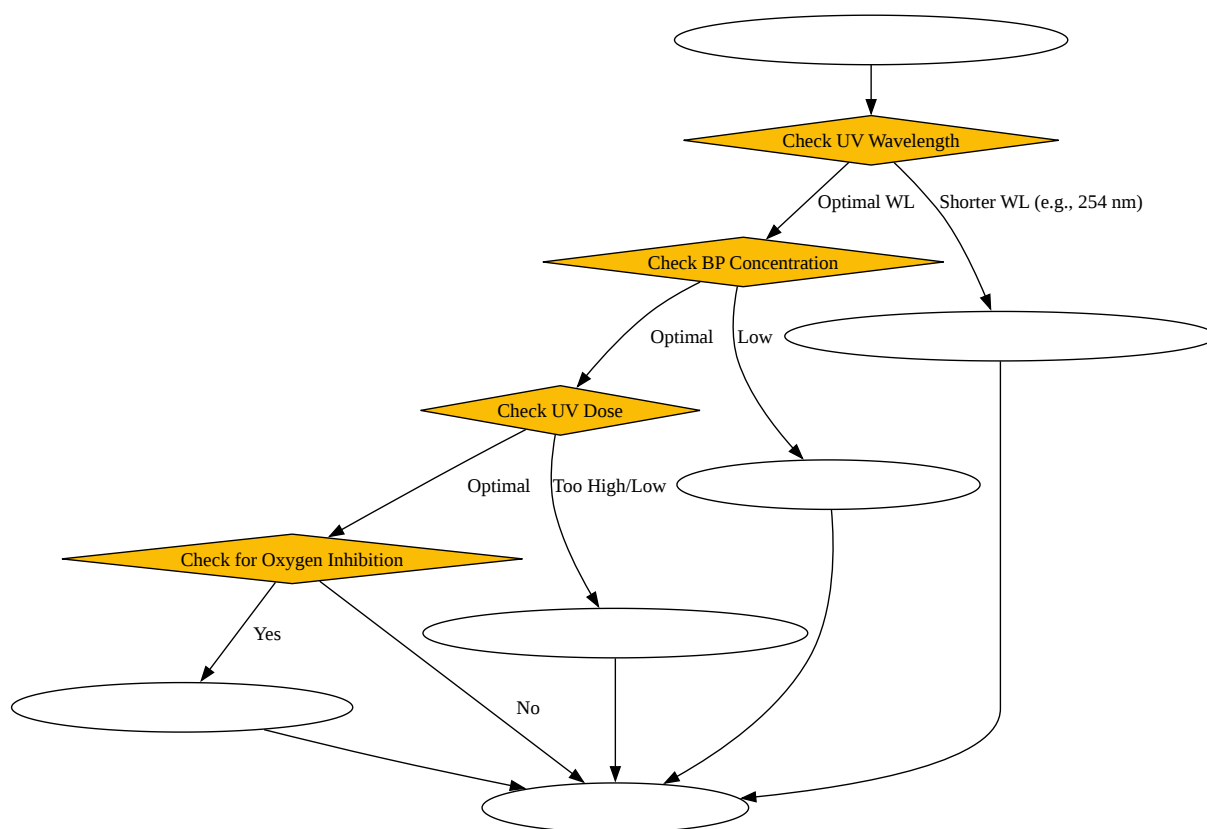 Check UV Wavelength
Optimal WL
Shorter WL (e.g., 254 nm)
Check BP Concentration
Optimal
Low
Check UV Dose
Optimal
Too High/Low
Check for Oxygen Inhibition
Yes
No